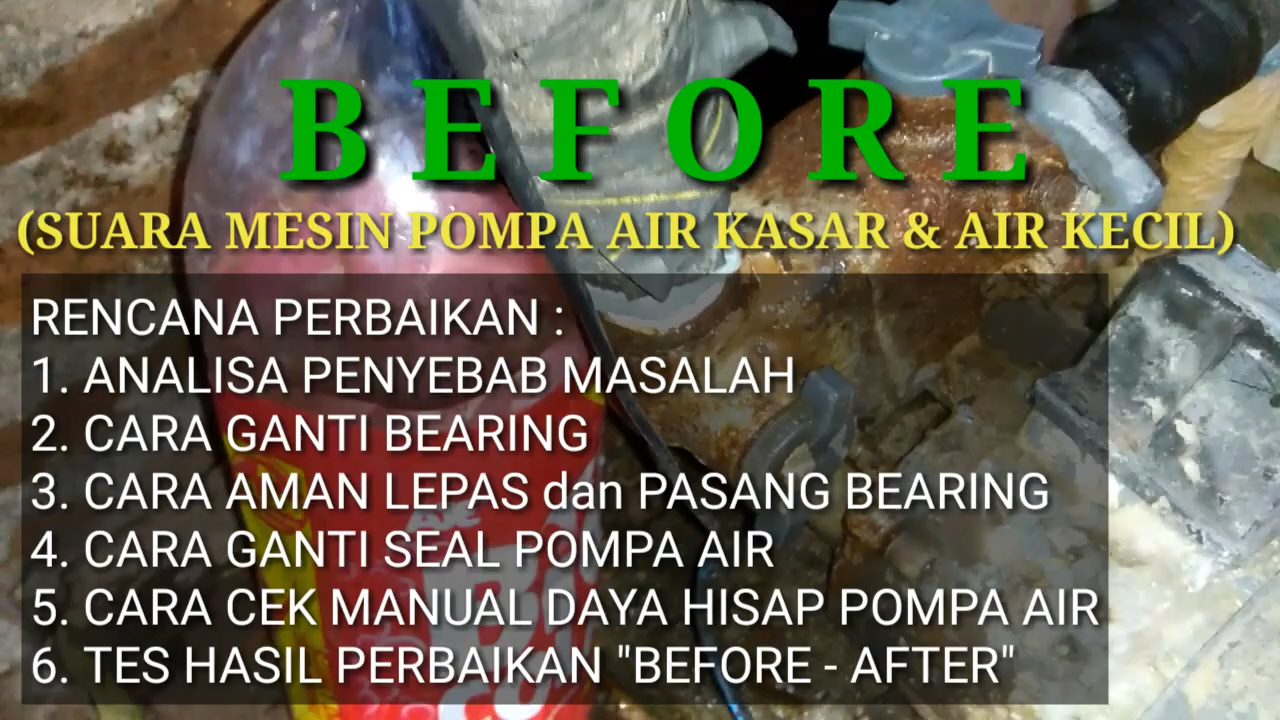 BEFORE
(SUARA MESIN POMPA AIR KASAR & AIR KECIL)
RENCANA PERBAIKAN :
1. ANALISA PENYEBAB MASALAH
2. CARA GANTI BEARING
3. CARA AMAN LEPAS dan PASANG BEARING
4. CARA GANTI SEAL POMPA AIR
5. CARA CEK MANUAL DAYA HISAP POMPA AIR
6. TES HASIL PERBAIKAN "BEFORE - AFTER"